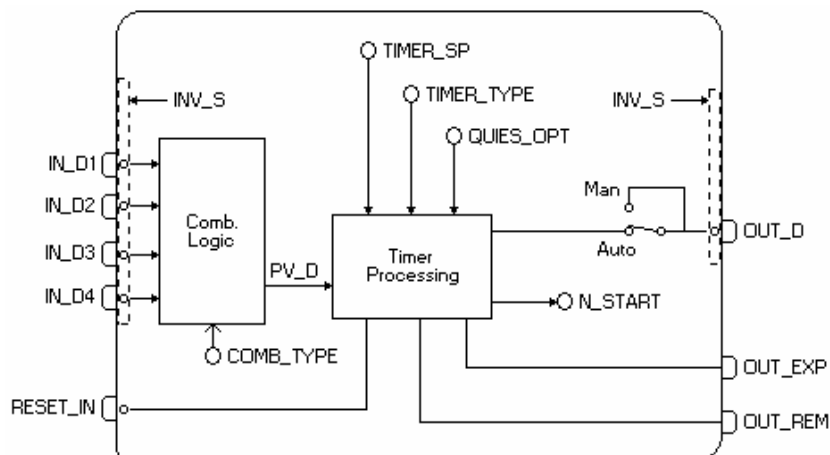 TIMER_SP
INV_S
TIMER_TYPE
INV_S
QUIES_OPT
IN_D1
IN_D2
IN_D3
IN_D4
Comb.
Logic
Man
Auto
OUT_D
PV_D
Timer
Processing
N_START
COMB_TYPE
OUT_EXP
RESET_IN
OUT_REM